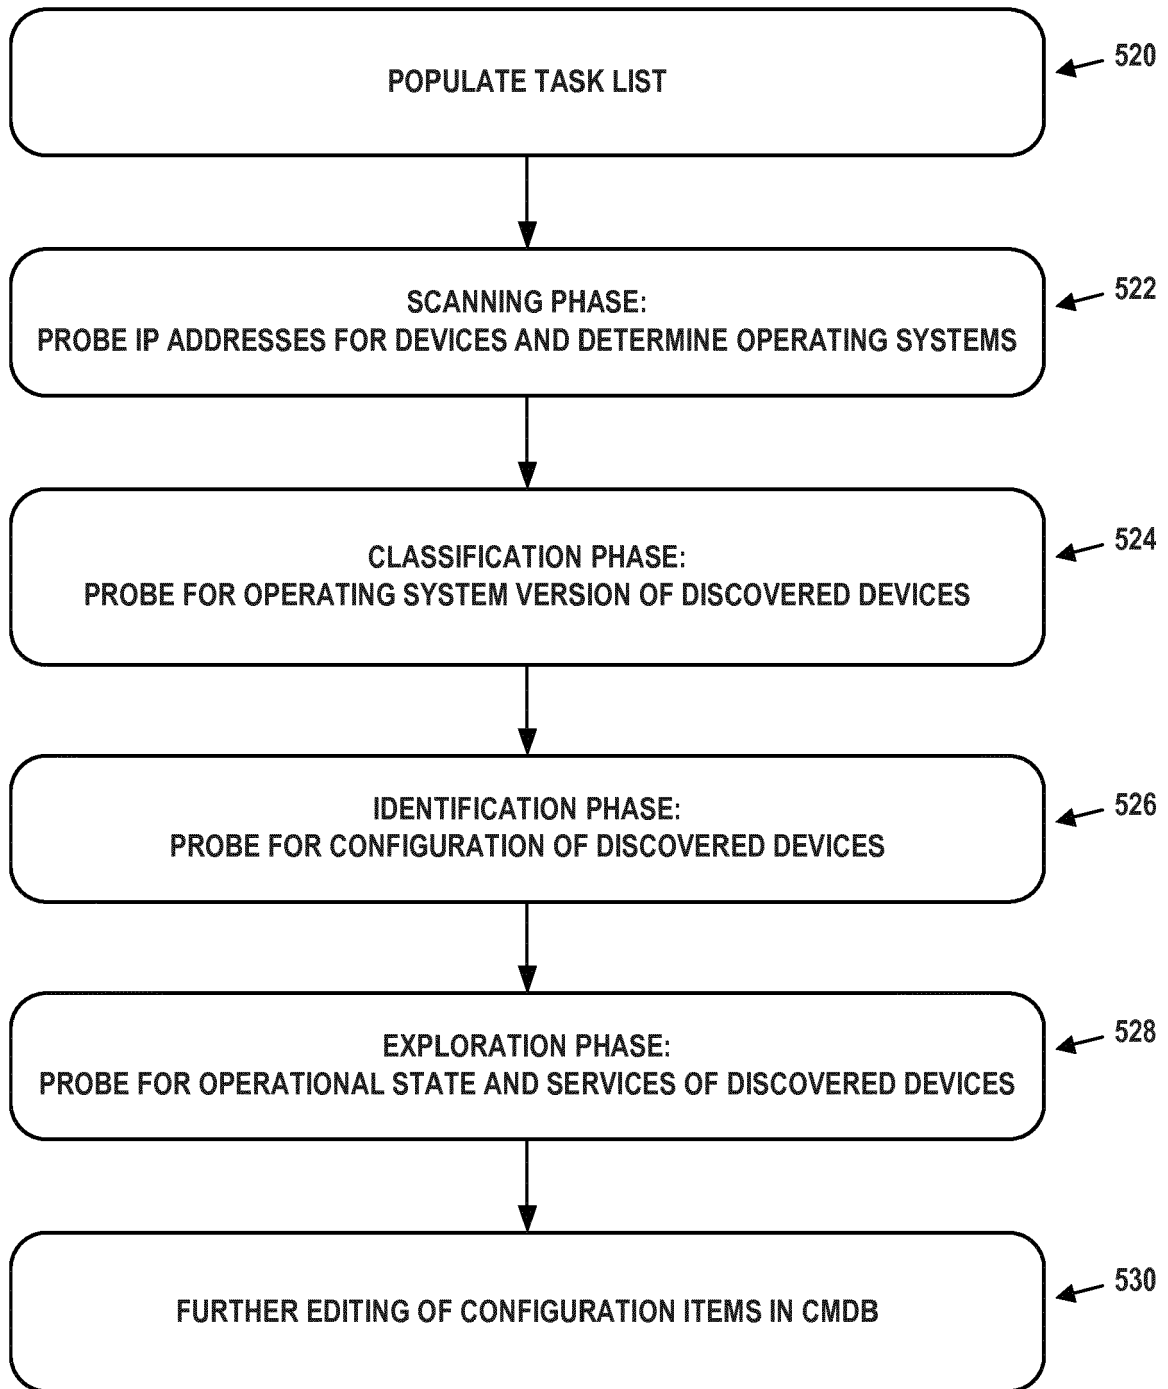 POPULATE TASK LIST
520
SCANNING PHASE:
PROBE IP ADDRESSES FOR DEVICES AND DETERMINE OPERATING SYSTEMS
522
CLASSIFICATION PHASE:
PROBE FOR OPERATING SYSTEM VERSION OF DISCOVERED DEVICES
524
IDENTIFICATION PHASE:
PROBE FOR CONFIGURATION OF DISCOVERED DEVICES
526
EXPLORATION PHASE:
PROBE FOR OPERATIONAL STATE AND SERVICES OF DISCOVERED DEVICES
528
FURTHER EDITING OF CONFIGURATION ITEMS IN CMDB
530